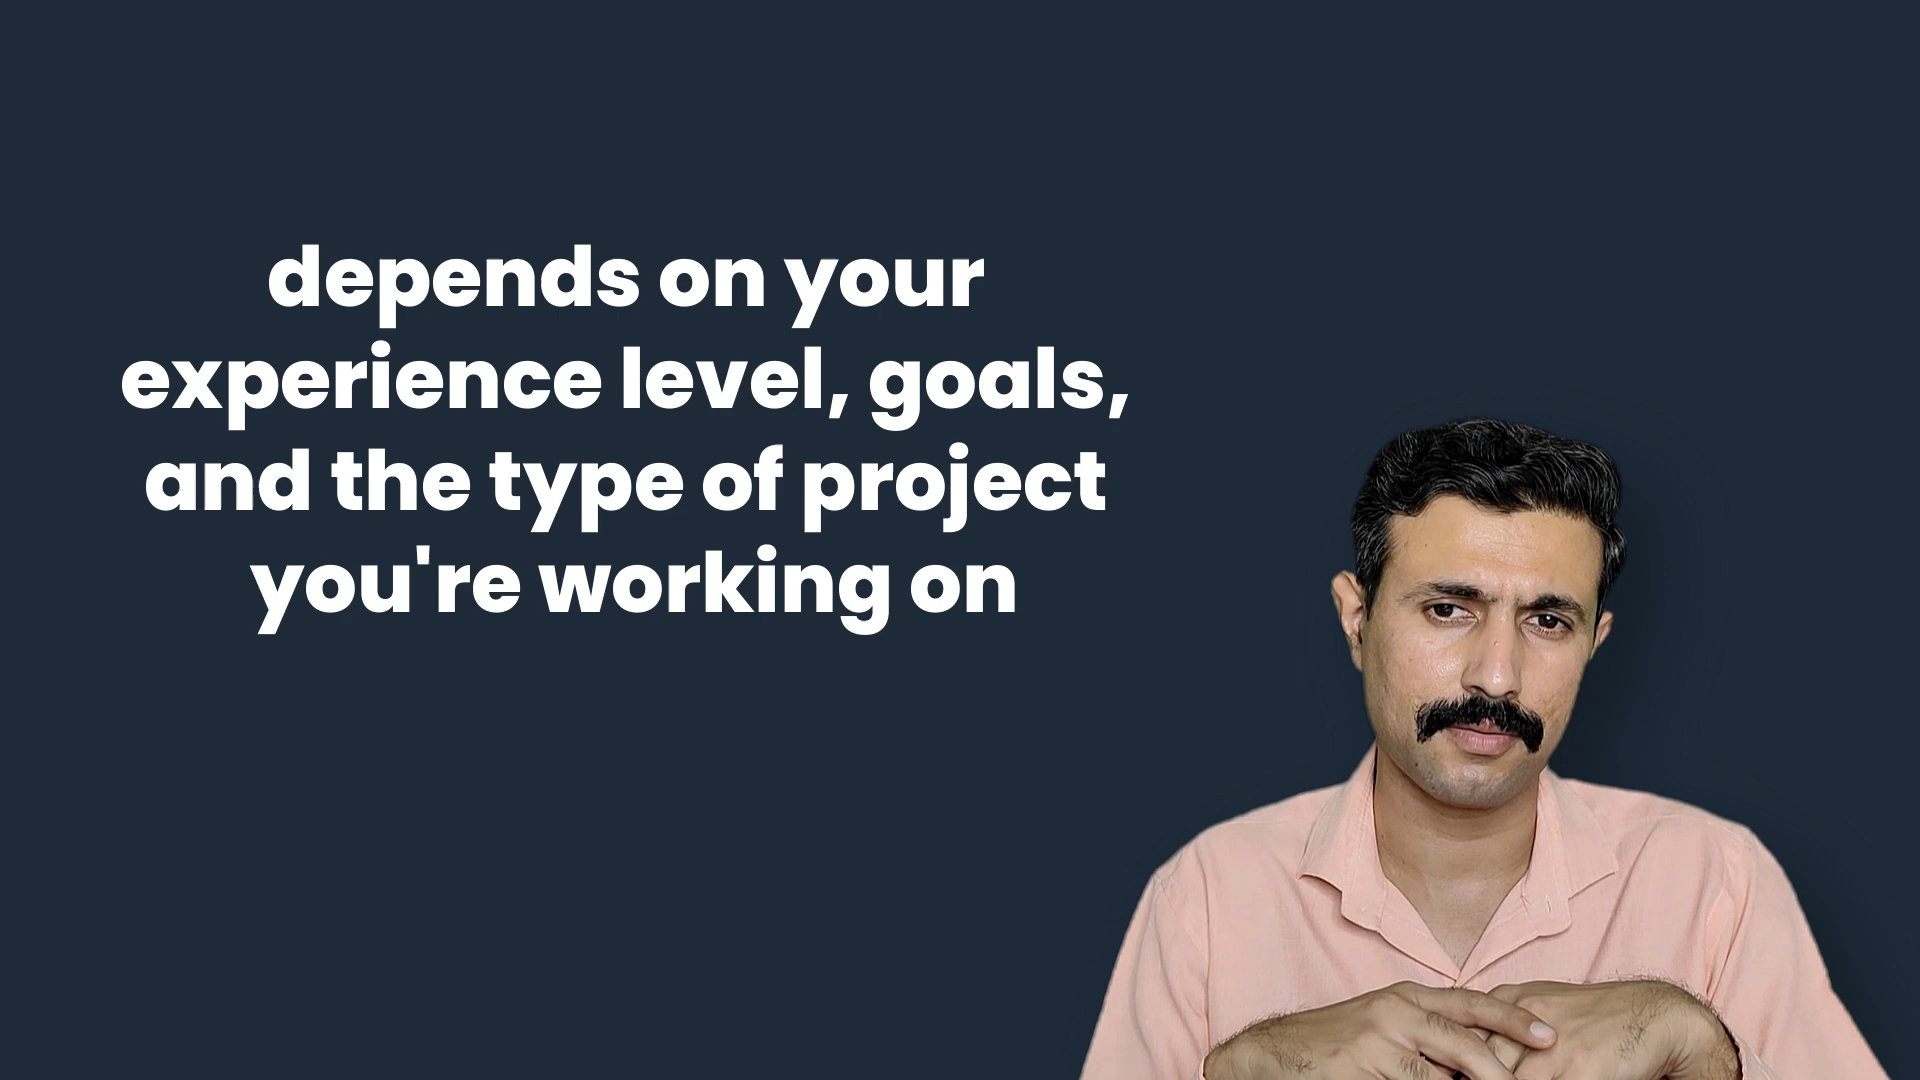 depends on your
experience level, goals,
and the type of project
you're working on